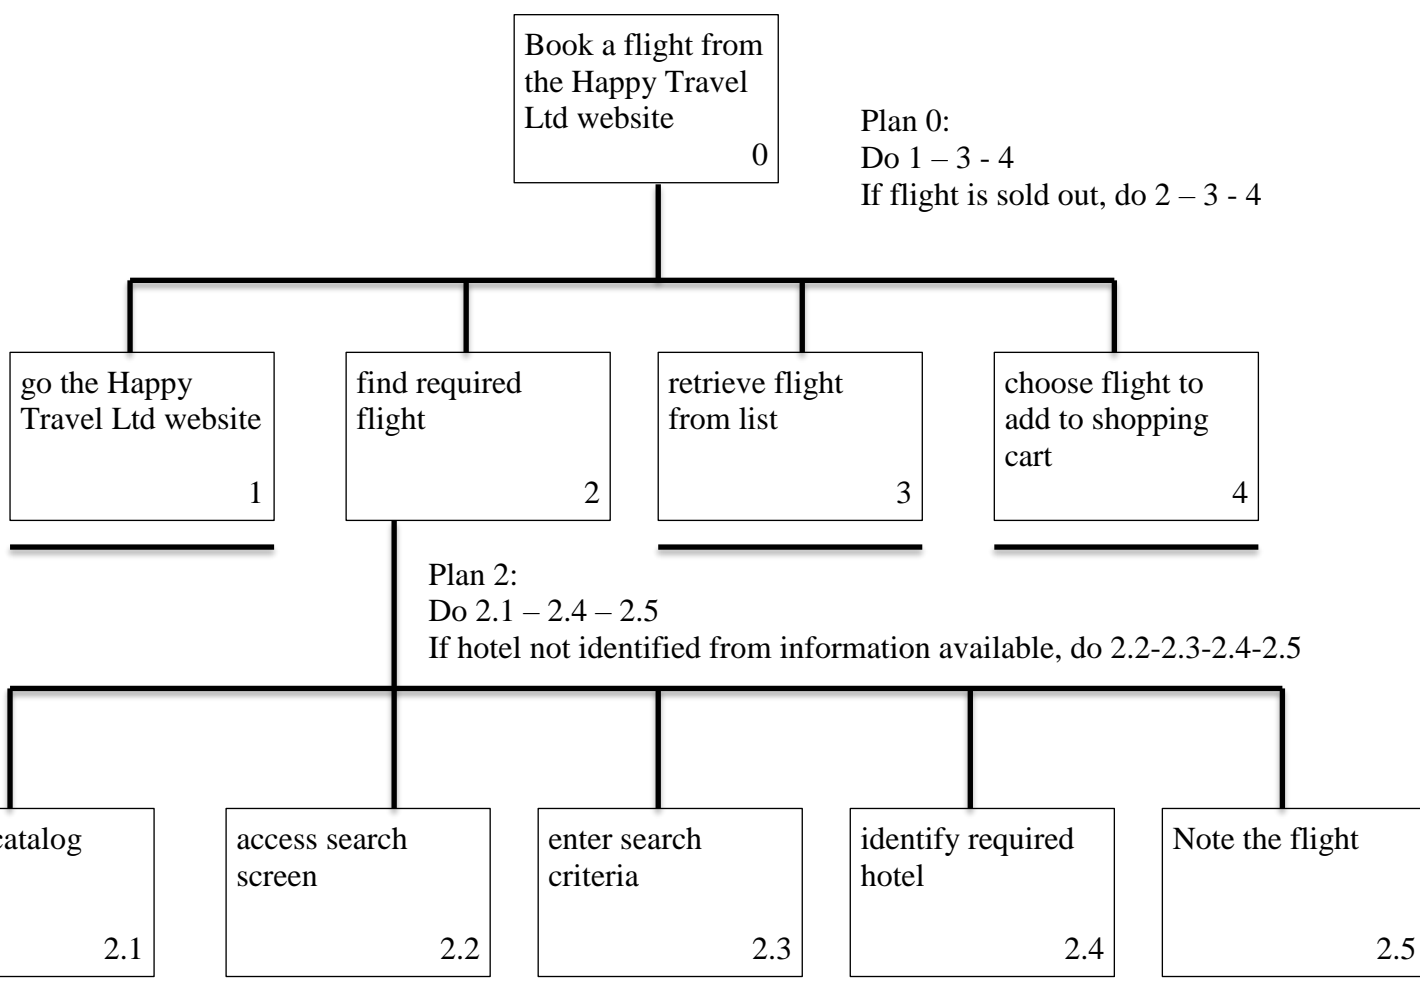 Book a flight from
the Happy Travel
Ltd website
0
Plan 0:
Do 1 – 3 - 4
If flight is sold out, do 2 – 3 - 4
go the Happy
Travel Ltd website
1
find required
flight
2
retrieve flight
from list
3
choose flight to
add to shopping
cart
4
Plan 2:
Do 2.1 – 2.4 – 2.5
If hotel not identified from information available, do 2.2-2.3-2.4-2.5
catalog
2.1
access search
screen
2.2
enter search
criteria
2.3
identify required
hotel
2.4
Note the flight
2.5